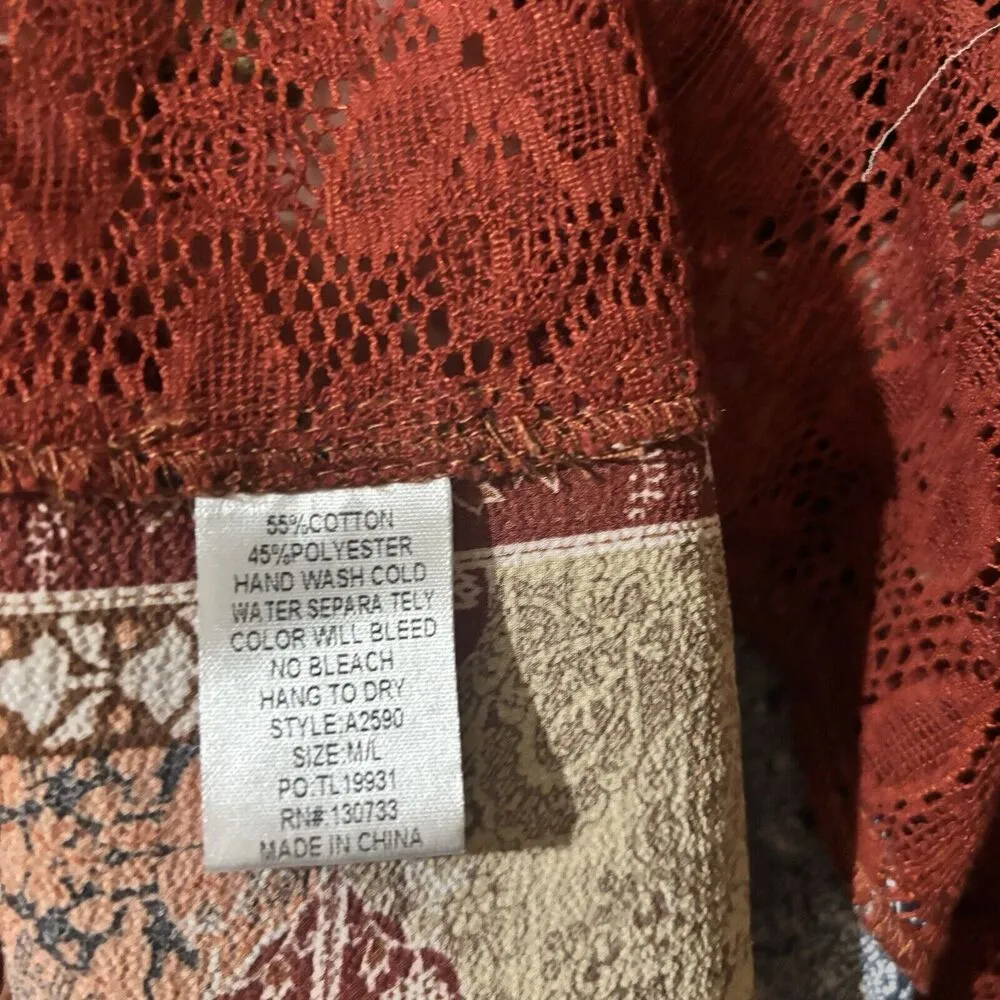 55%COTTON
45%POLYESTER
HAND WASH COLD
WATER SEPARA TELY
COLOR WILL BLEED
NO BLEACH
HANG TO DRY
STYLE:A2590
SIZE:M/L
PO:TL19931
RN#:130733
MADE IN CHINA